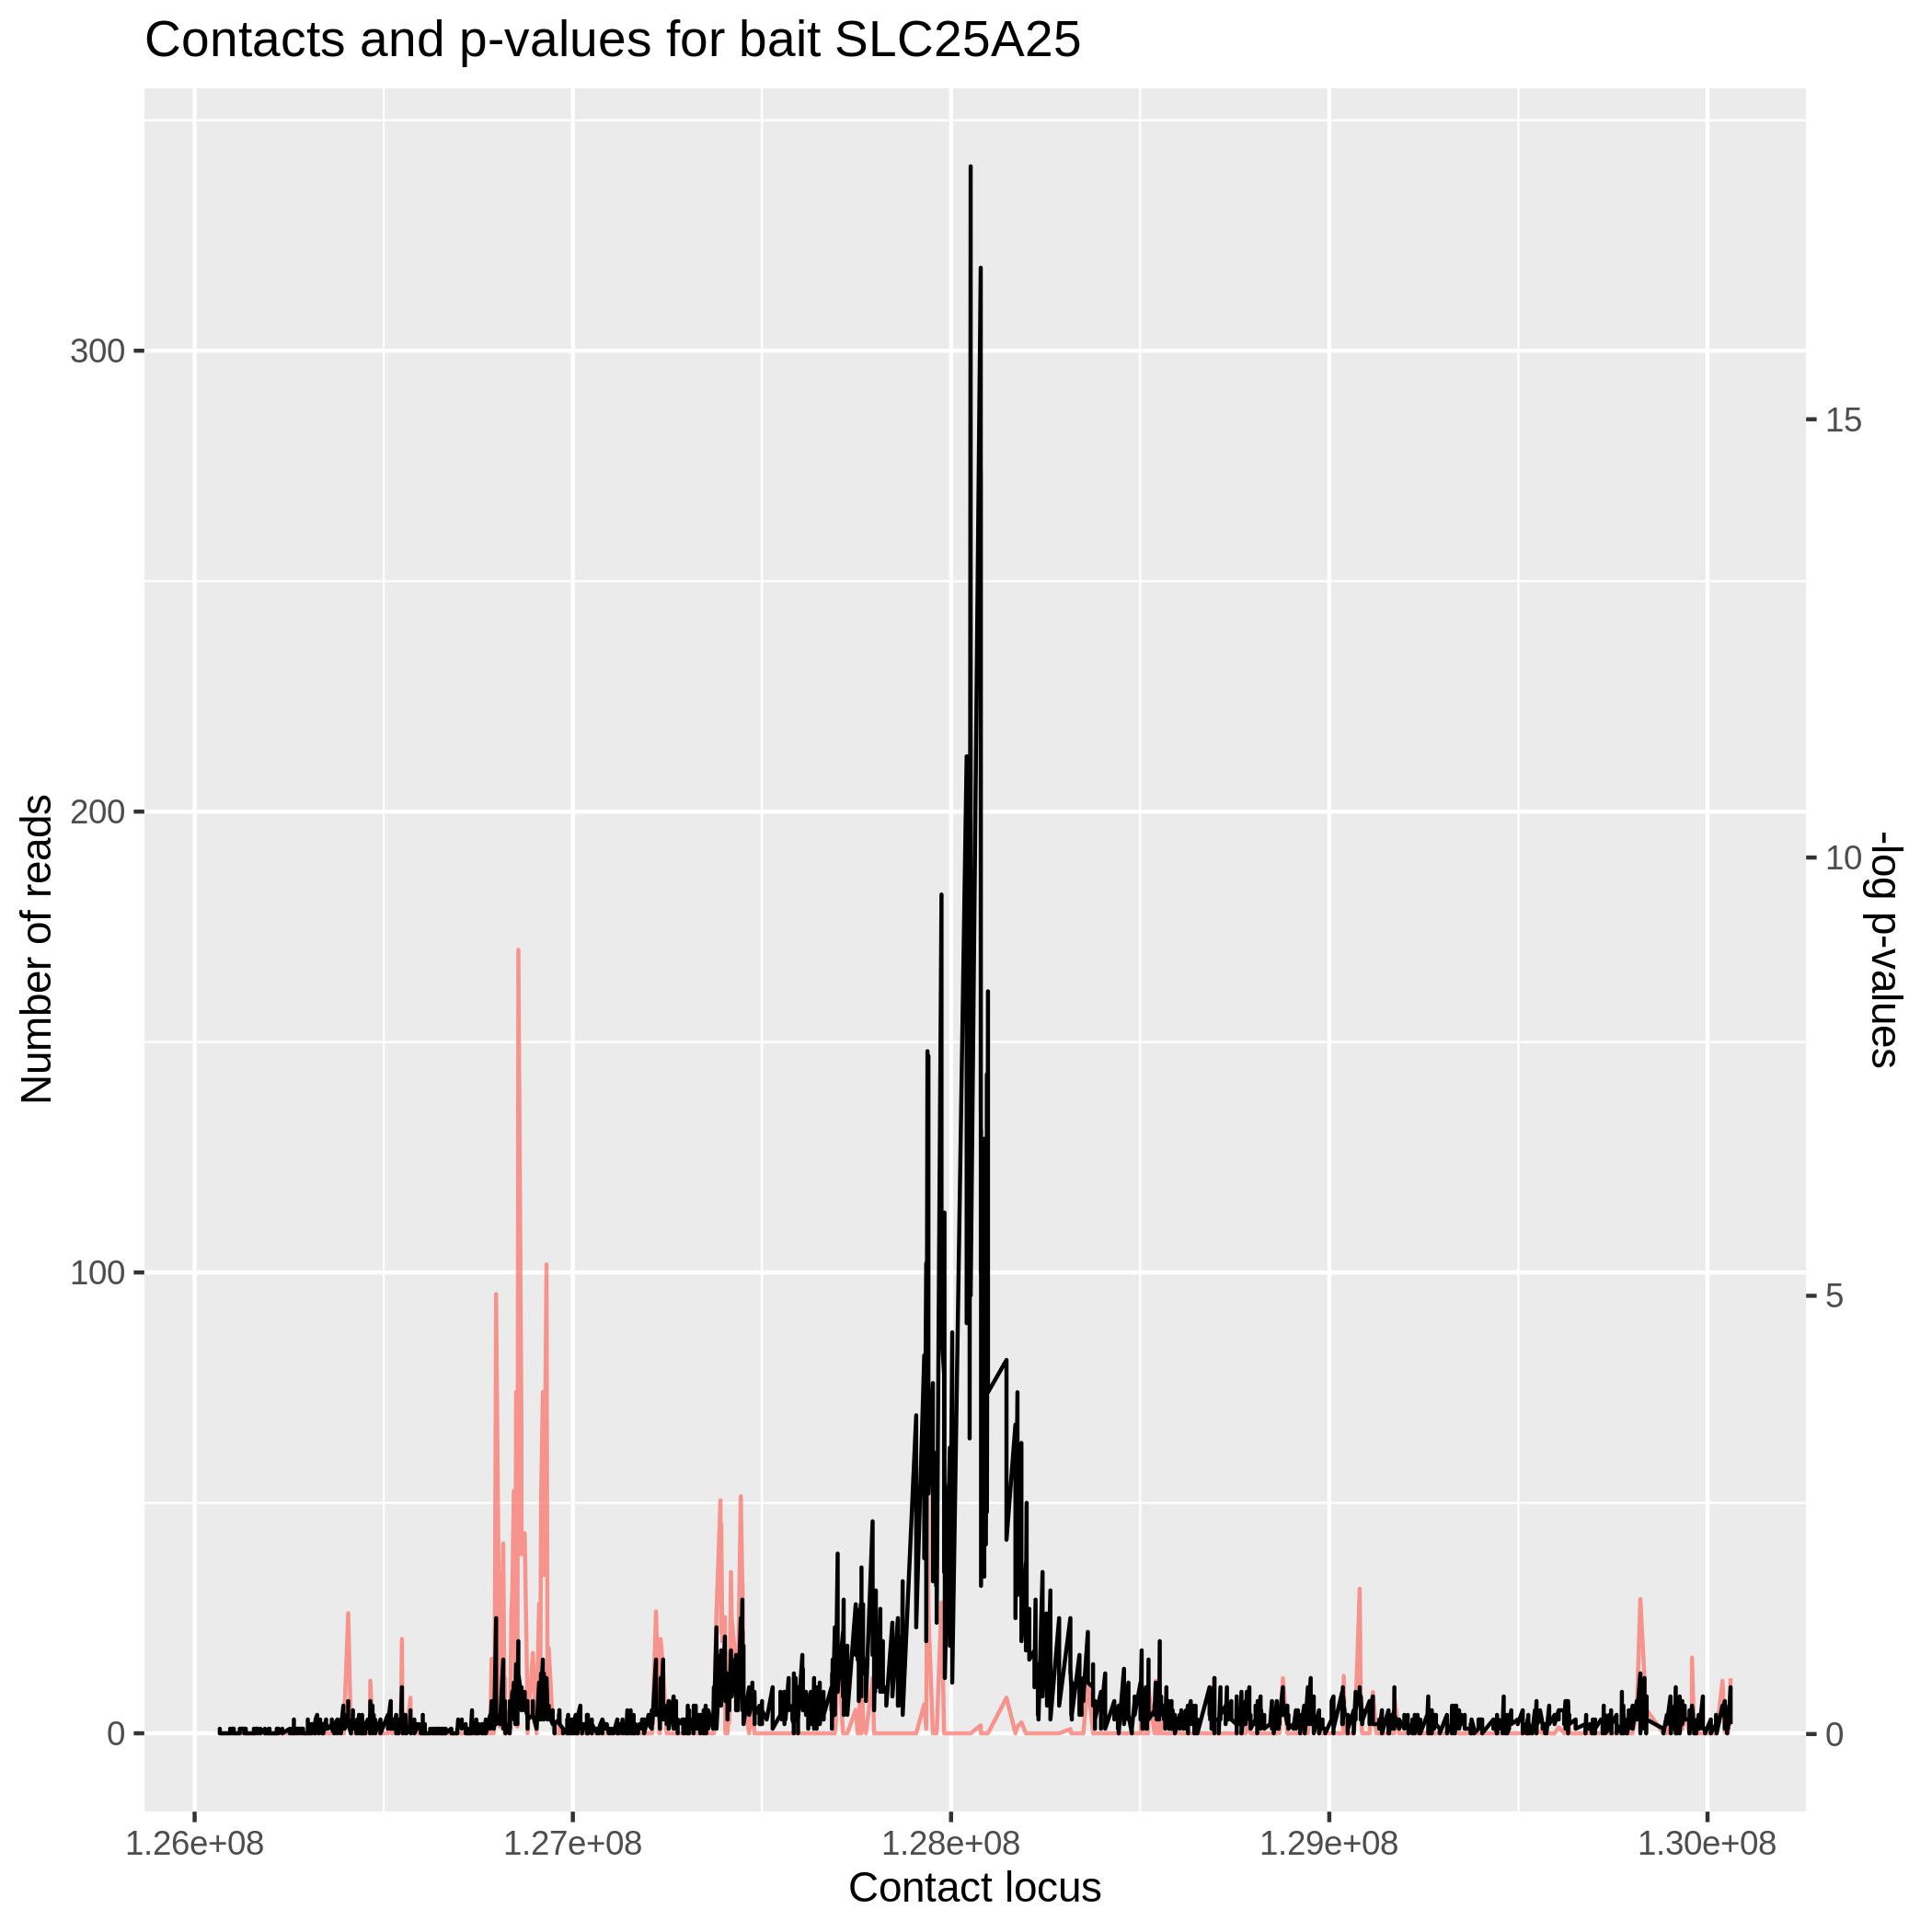 Contacts and p-values for bait SLC25A25
Number of reads
300
200
100
0
15
10
5
0
-log p-values
1.26e+08
1.27e+08
1.28e+08
1.29e+08
1.30e+08
Contact locus